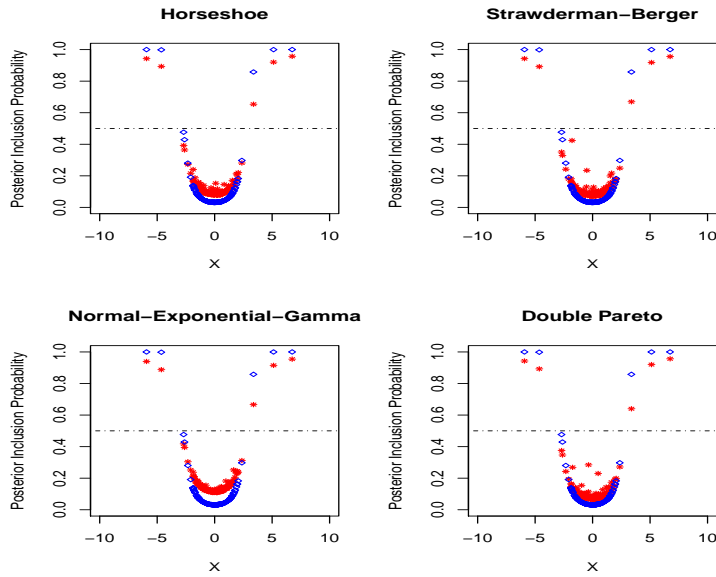 Horseshoe
Posterior Inclusion Probability
0.0 0.2 0.4 0.6 0.8 1.0
−10 −5 0 5 10
X
Strawderman−Berger
Posterior Inclusion Probability
0.0 0.2 0.4 0.6 0.8 1.0
−10 −5 0 5 10
X
Normal−Exponential−Gamma
Posterior Inclusion Probability
0.0 0.2 0.4 0.6 0.8 1.0
−10 −5 0 5 10
X
Double Pareto
Posterior Inclusion Probability
0.0 0.2 0.4 0.6 0.8 1.0
−10 −5 0 5 10
X